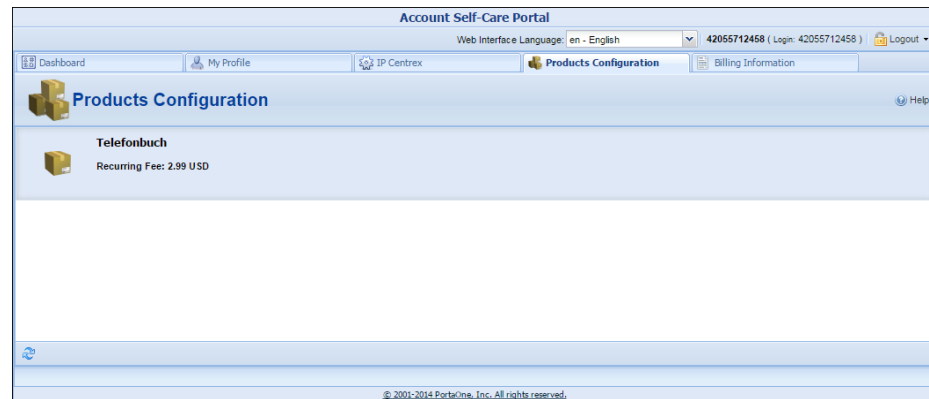 Account Self-Care Portal
Web Interface Language: en - English 42055712458 ( Login: 42055712458 ) Logout
Dashboard My Profile IP Centrex Products Configuration Billing Information
Products Configuration Help
Telefonbuch
Recurring Fee: 2.99 USD
© 2001-2014 PortaOne, Inc. All rights reserved.